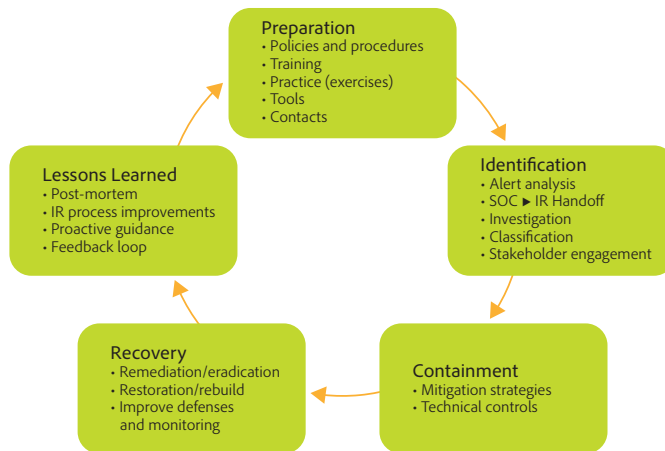 Preparation
• Policies and procedures
• Training
• Practice (exercises)
• Tools
• Contacts
Identification
• Alert analysis
• SOC ► IR Handoff
• Investigation
• Classification
• Stakeholder engagement
Containment
• Mitigation strategies
• Technical controls
Recovery
• Remediation/eradication
• Restoration/rebuild
• Improve defenses
and monitoring
Lessons Learned
• Post-mortem
• IR process improvements
• Proactive guidance
• Feedback loop